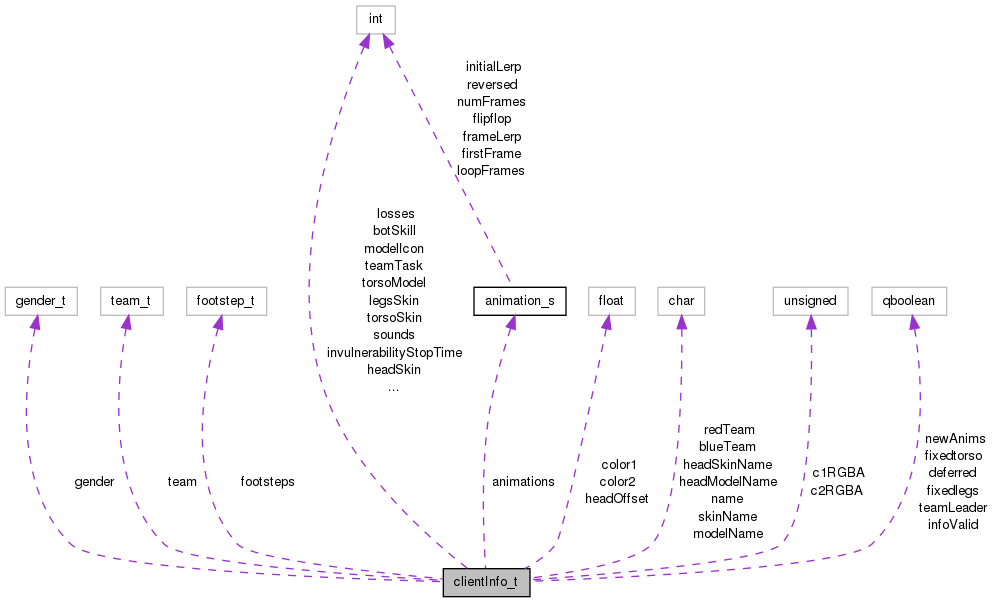 int
initialLerp
reversed
numFrames
flipflop
frameLerp
firstFrame
loopFrames
losses
botSkill
modelIcon
teamTask
torsoModel
legsSkin
torsoSkin
sounds
invulnerabilityStopTime
headSkin
...
gender_t
team_t
footstep_t
animation_s
float
char
unsigned
qboolean
gender
team
footsteps
animations
color1
color2
headOffset
redTeam
blueTeam
headSkinName
headModelName
name
skinName
modelName
c1RGBA
c2RGBA
newAnims
fixedtorso
deferred
fixedlegs
teamLeader
infoValid
clientInfo_t